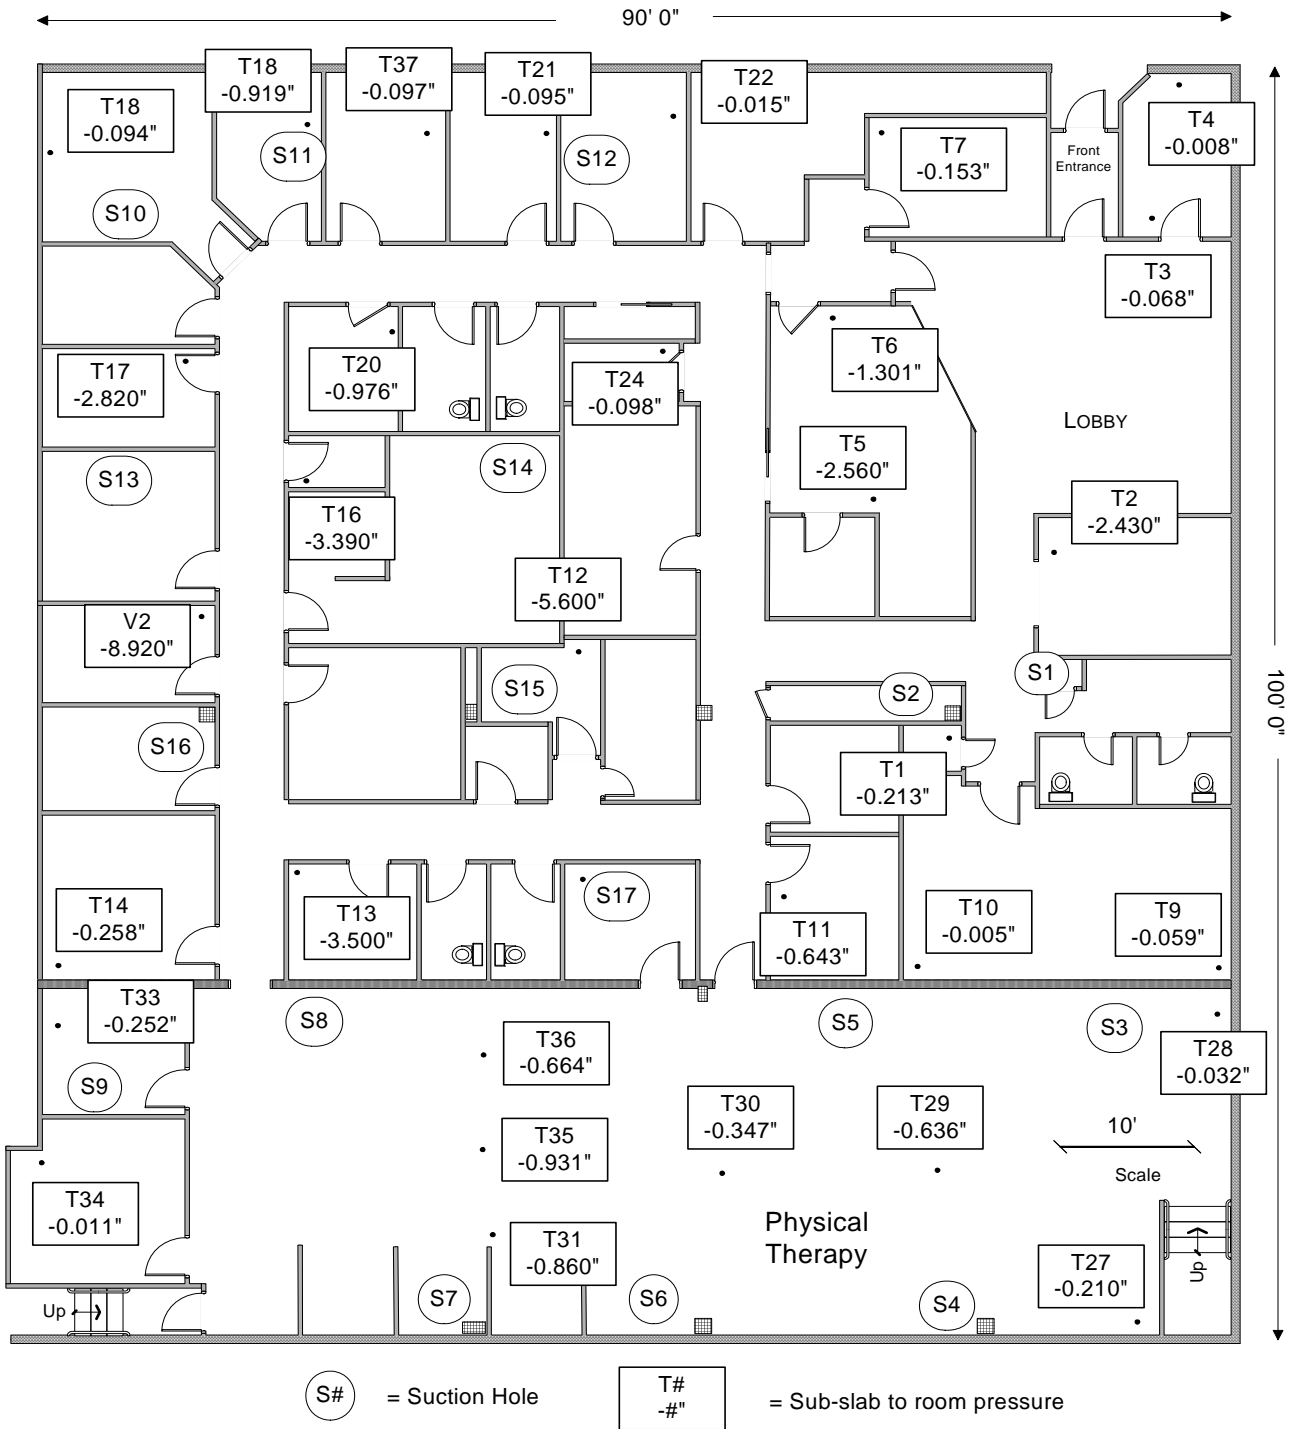 90' 0"
T18
-0.919"
T37
-0.097"
T21
-0.095"
T22
-0.015"
T18
-0.094"
T4
-0.008"
T7
-0.153"
Front
Entrance
S11
S12
S10
T3
-0.068"
T6
-1.301"
T17
-2.820"
T20
-0.976"
T24
-0.098"
LOBBY
T5
-2.560"
S13
S14
T2
-2.430"
T16
-3.390"
T12
-5.600"
V2
-8.920"
S1
S15
S2
100' 0"
S16
T1
-0.213"
T14
-0.258"
T13
-3.500"
S17
T11
-0.643"
T10
-0.005"
T9
-0.059"
T33
-0.252"
S8
S5
S3
T36
-0.664"
T28
-0.032"
S9
T30
-0.347"
T29
-0.636"
10'
Scale
T35
-0.931"
T34
-0.011"
Physical
Therapy
T31
-0.860"
T27
-0.210"
Up
Up
S7
S6
S4
S#
= Suction Hole
T#
-#"
= Sub-slab to room pressure